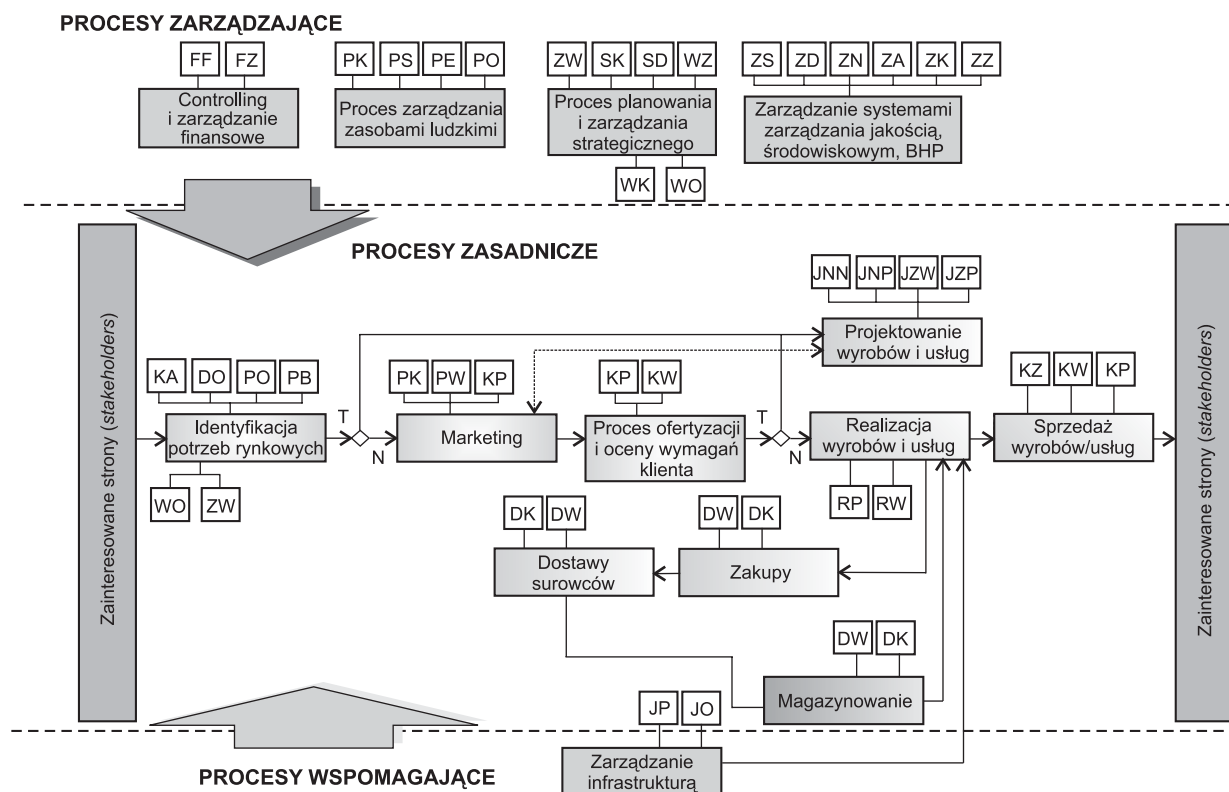 PROCESY ZARZĄDZAJĄCE
FF FZ
Controlling
i zarządzanie
finansowe
PK PS PE PO
Proces zarządzania
zasobami ludzkimi
ZW SK SD WZ
Proces planowania
i zarządzania
strategicznego
WK WO
ZS ZD ZN ZA ZK ZZ
Zarządzanie systemami
zarządzania jakością,
środowiskowym, BHP
PROCESY ZASADNICZE
Zainteresowane strony (stakeholders)
KA DO PO PB
Identyfikacja
potrzeb rynkowych
WO ZW
T
N
PK PW KP
Marketing
KP KW
Proces ofertyzacji
i oceny wymagań
klienta
T
N
JNN JNP JZW JZP
Projektowanie
wyrobów i usług
Realizacja
wyrobów i usług
RP RW
KZ KW KP
Sprzedaż
wyrobów/usług
Zainteresowane strony (stakeholders)
DK DW
Dostawy
surowców
DW DK
Zakupy
DW DK
Magazynowanie
JP JO
Zarządzanie
infrastrukturą
PROCESY WSPOMAGAJĄCE